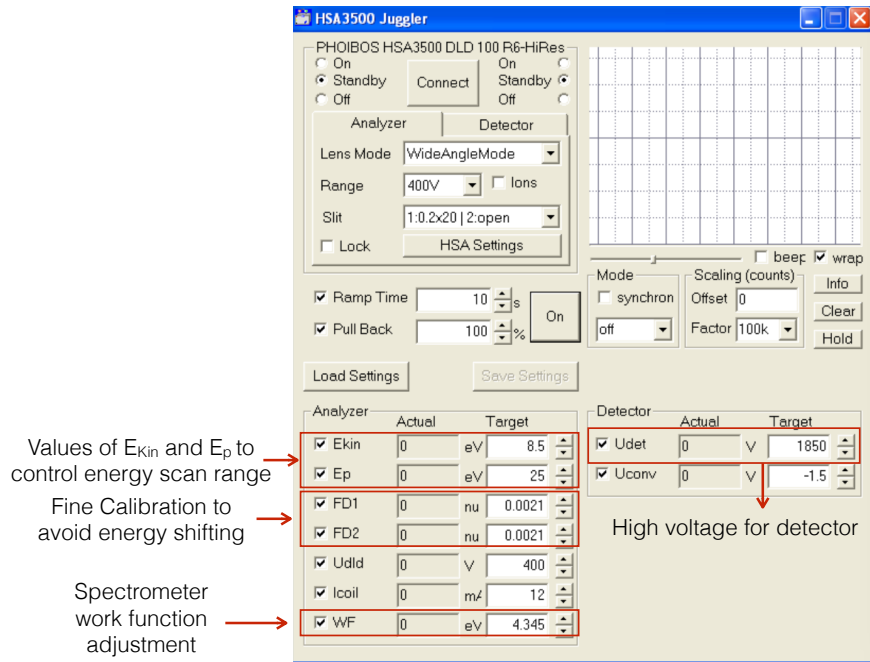 HSA3500 Juggler
PHOIBOS HSA3500 DLD 100 R6-HiRes
On On
Standby Connect Standby
Off Off
Analyzer Detector
Lens Mode WideAngleMode
Range 400V Ions
Slit 1:0.2x20 | 2:open
Lock HSA Settings
beep wrap
Mode Scaling (counts) Info
synchron Offset 0 Clear
off Factor 100k Hold
Ramp Time 10 s On
Pull Back 100 %
Load Settings Save Settings
Analyzer Actual Target
Ekin 0 eV 8.5
Ep 0 eV 25
FD1 0 nu 0.0021
FD2 0 nu 0.0021
Udld 0 V 400
Icoil 0 mA 12
WF 0 eV 4.345
Detector Actual Target
Udet 0 V 1850
Uconv 0 V -1.5
Values of EKin and Ep to
control energy scan range
Fine Calibration to
avoid energy shifting
Spectrometer
work function
adjustment
High voltage for detector